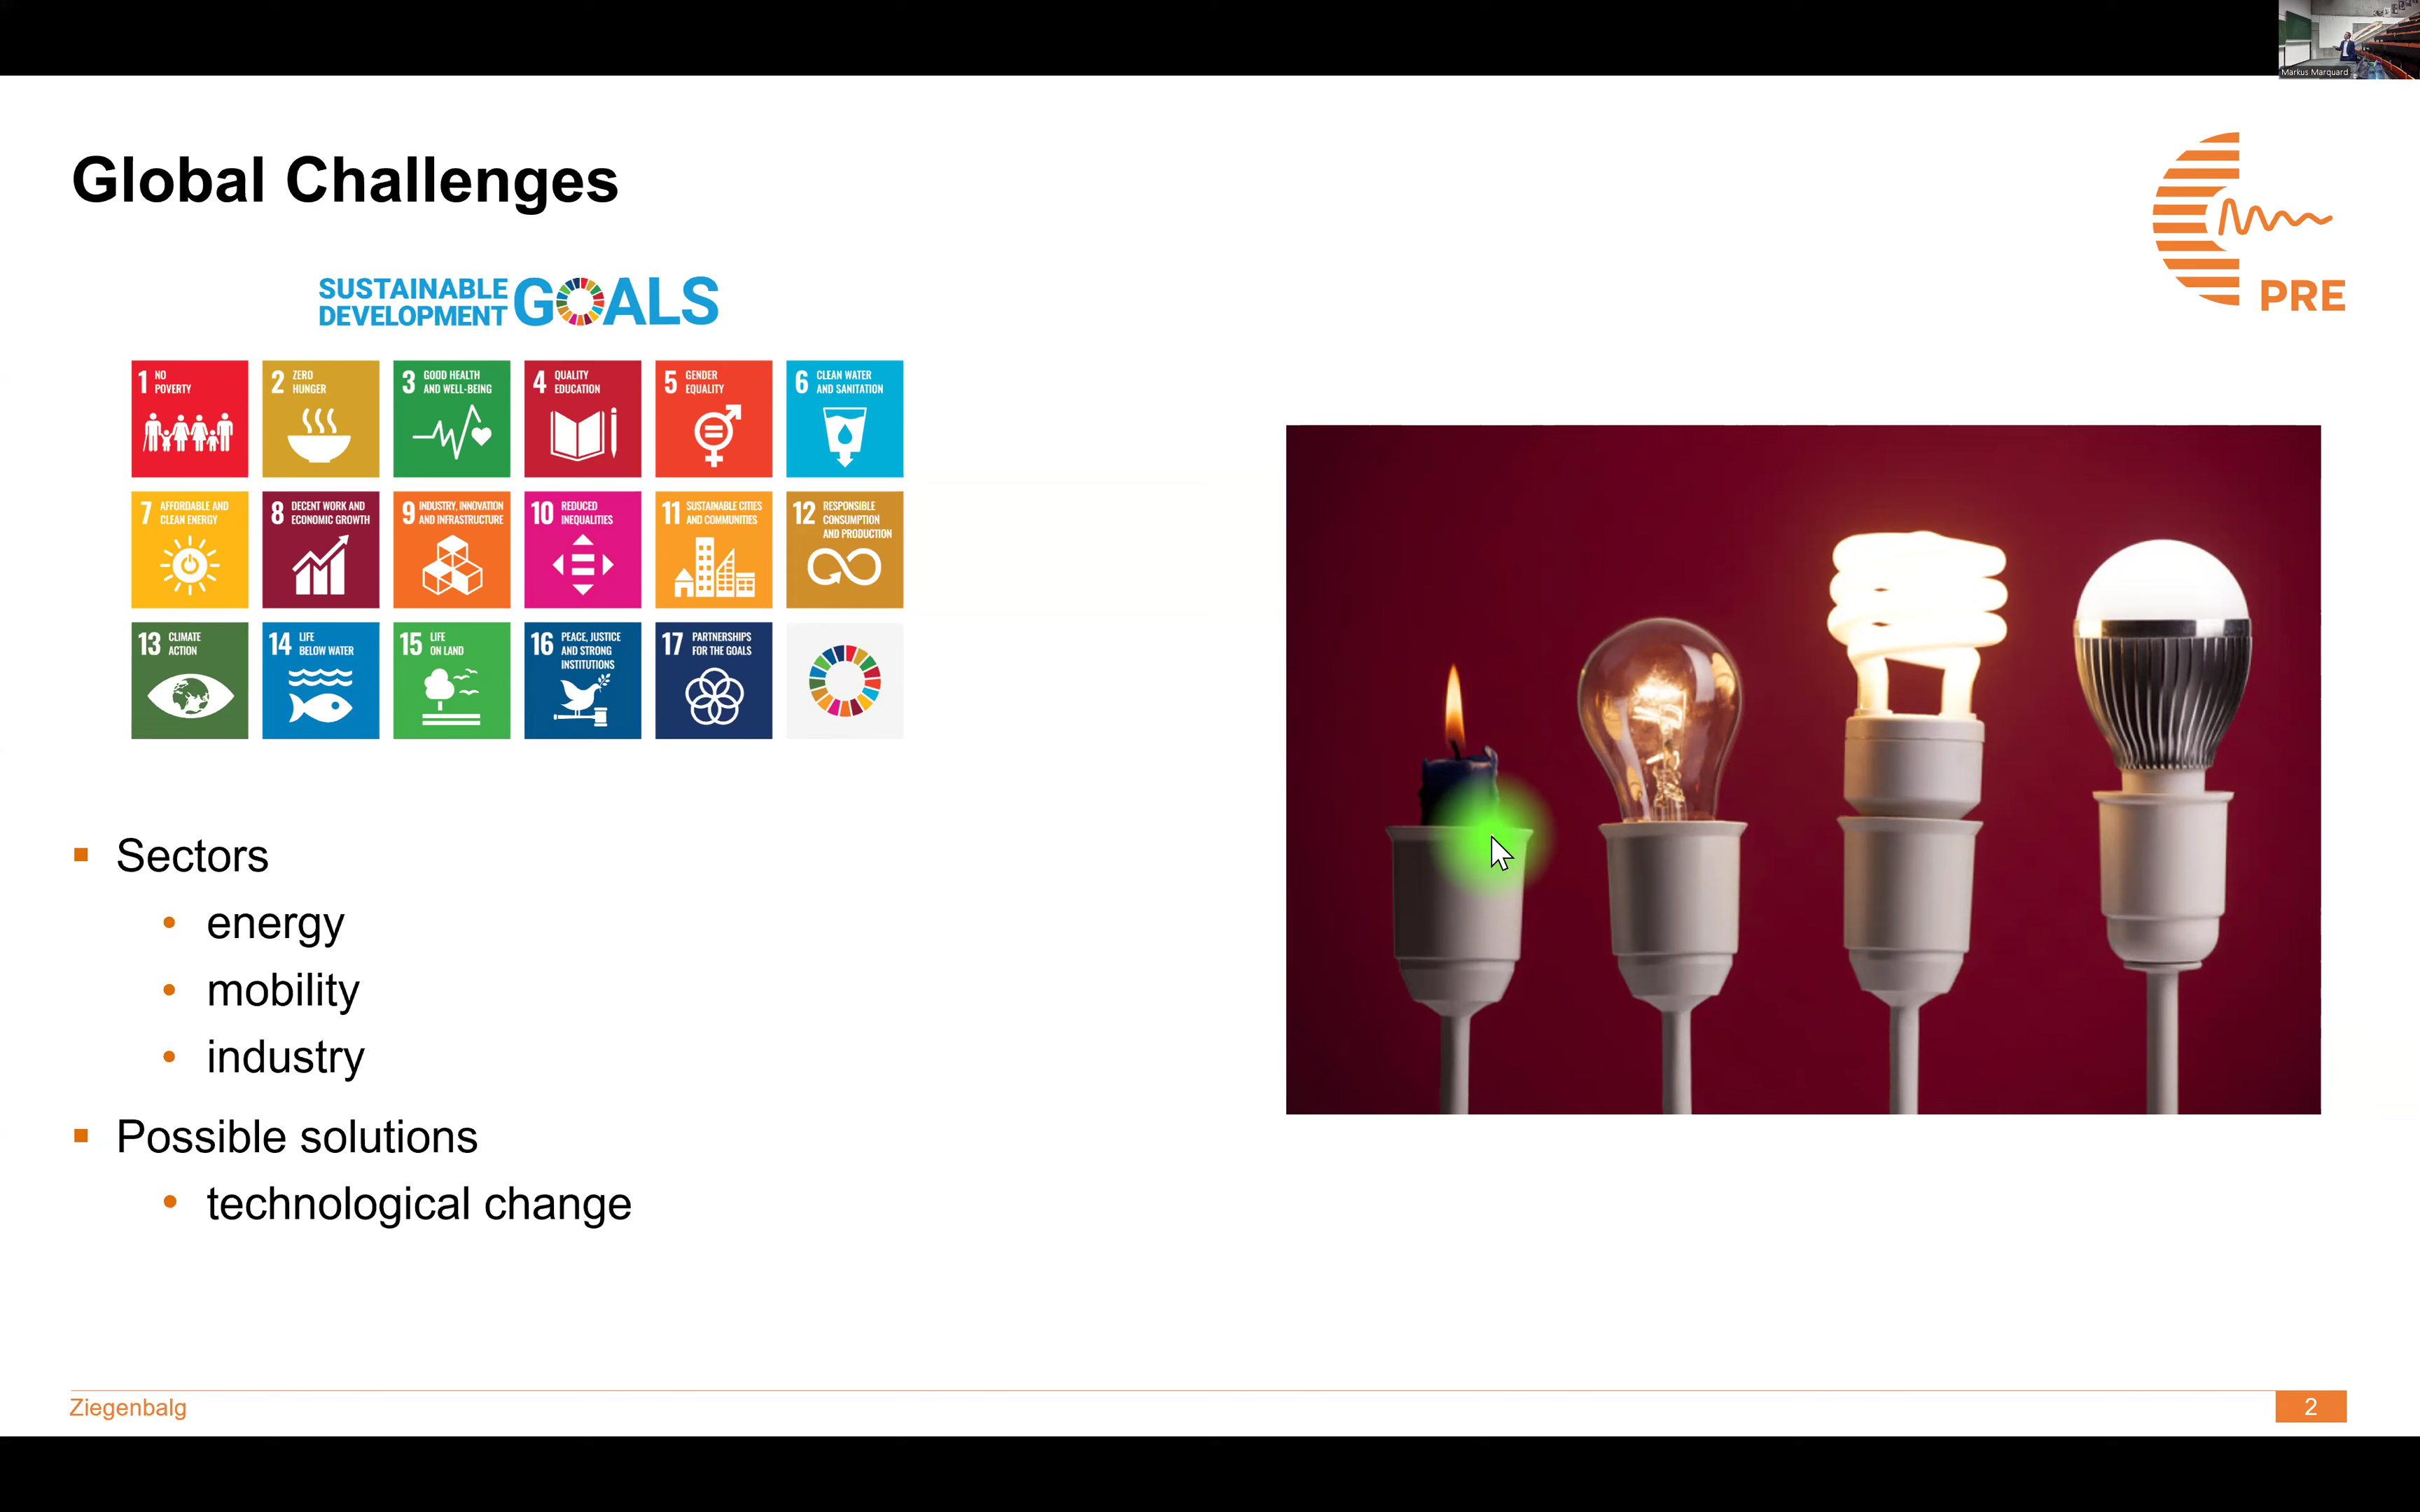 Markus Marquard
Global Challenges
PRE
SUSTAINABLE
DEVELOPMENT
GOALS
1 NO
POVERTY
2 ZERO
HUNGER
3 GOOD HEALTH
AND WELL-BEING
4 QUALITY
EDUCATION
5 GENDER
EQUALITY
6 CLEAN WATER
AND SANITATION
7 AFFORDABLE AND
CLEAN ENERGY
8 DECENT WORK AND
ECONOMIC GROWTH
9 INDUSTRY, INNOVATION
AND INFRASTRUCTURE
10 REDUCED
INEQUALITIES
11 SUSTAINABLE CITIES
AND COMMUNITIES
12 RESPONSIBLE
CONSUMPTION
AND PRODUCTION
13 CLIMATE
ACTION
14 LIFE
BELOW WATER
15 LIFE
ON LAND
16 PEACE, JUSTICE
AND STRONG
INSTITUTIONS
17 PARTNERSHIPS
FOR THE GOALS
Sectors
energy
mobility
industry
Possible solutions
technological change
Ziegenbalg
2